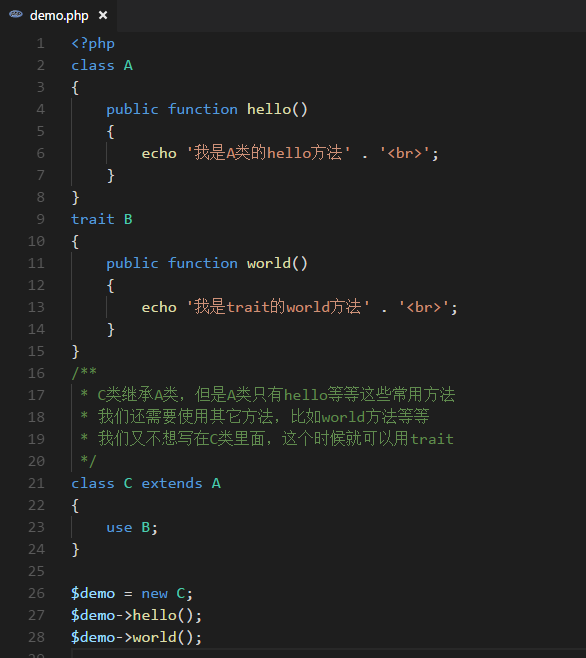 demo.php ×
1 <?php
2 class A
3 {
4     public function hello()
5     {
6         echo '我是A类的hello方法' . '<br>';
7     }
8 }
9 trait B
10 {
11     public function world()
12     {
13         echo '我是trait的world方法' . '<br>';
14     }
15 }
16 /**
17  * C类继承A类，但是A类只有hello等等这些常用方法
18  * 我们还需要使用其它方法，比如world方法等等
19  * 我们又不想写在C类里面，这个时候就可以用trait
20  */
21 class C extends A
22 {
23     use B;
24 }
25
26 $demo = new C;
27 $demo->hello();
28 $demo->world();
29